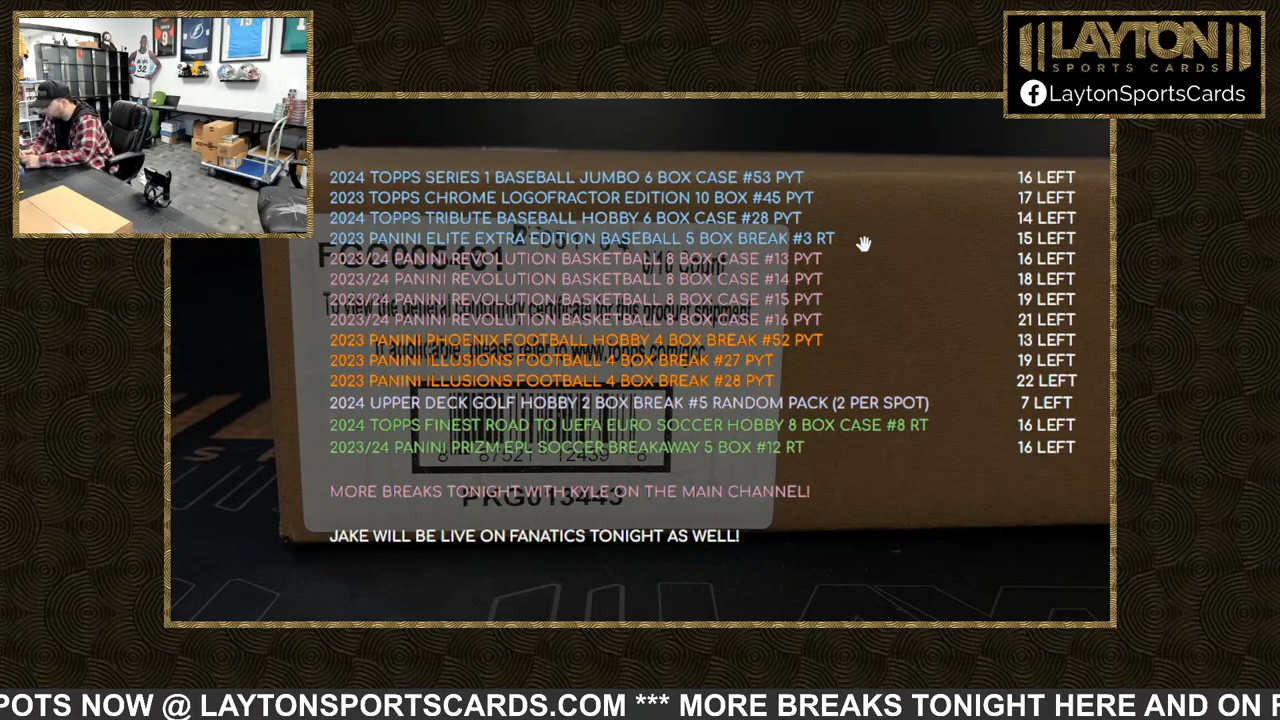 LAYTON
SPORTS CARDS
LaytonSportsCards
2024 TOPPS SERIES 1 BASEBALL JUMBO 6 BOX CASE #53 PYT 16 LEFT
2023 TOPPS CHROME LOGOFRACTOR EDITION 10 BOX #45 PYT 17 LEFT
2024 TOPPS TRIBUTE BASEBALL HOBBY 6 BOX CASE #28 PYT 14 LEFT
2023 PANINI ELITE EXTRA EDITION BASEBALL 5 BOX BREAK #3 RT 15 LEFT
2023/24 PANINI REVOLUTION BASKETBALL 8 BOX CASE #13 PYT 16 LEFT
2023/24 PANINI REVOLUTION BASKETBALL 8 BOX CASE #14 PYT 18 LEFT
2023/24 PANINI REVOLUTION BASKETBALL 8 BOX CASE #15 PYT 19 LEFT
2023/24 PANINI REVOLUTION BASKETBALL 8 BOX CASE #16 PYT 21 LEFT
2023 PANINI PHOENIX FOOTBALL HOBBY 4 BOX BREAK #52 PYT 13 LEFT
2023 PANINI ILLUSIONS FOOTBALL 4 BOX BREAK #27 PYT 19 LEFT
2023 PANINI ILLUSIONS FOOTBALL 4 BOX BREAK #28 PYT 22 LEFT
2024 UPPER DECK GOLF HOBBY 2 BOX BREAK #5 RANDOM PACK (2 PER SPOT) 7 LEFT
2024 TOPPS FINEST ROAD TO UEFA EURO SOCCER HOBBY 8 BOX CASE #8 RT 16 LEFT
2023/24 PANINI PRIZM EPL SOCCER BREAKAWAY 5 BOX #12 RT 16 LEFT
MORE BREAKS TONIGHT WITH KYLE ON THE MAIN CHANNEL!
PKG013443
JAKE WILL BE LIVE ON FANATICS TONIGHT AS WELL!
POTS NOW @ LAYTONSPORTSCARDS.COM *** MORE BREAKS TONIGHT HERE AND ON